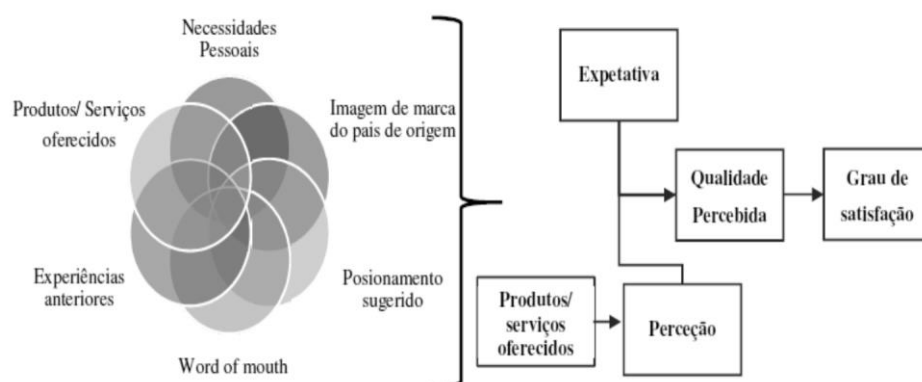 Necessidades
Pessoais
Produtos/ Serviços
oferecidos
Imagem de marca
do pais de origem
Experiências
anteriores
Posionamento
sugerido
Word of mouth
Expetativa
Qualidade
Percebida
Grau de
satisfação
Produtos/
serviços
oferecidos
Perceção